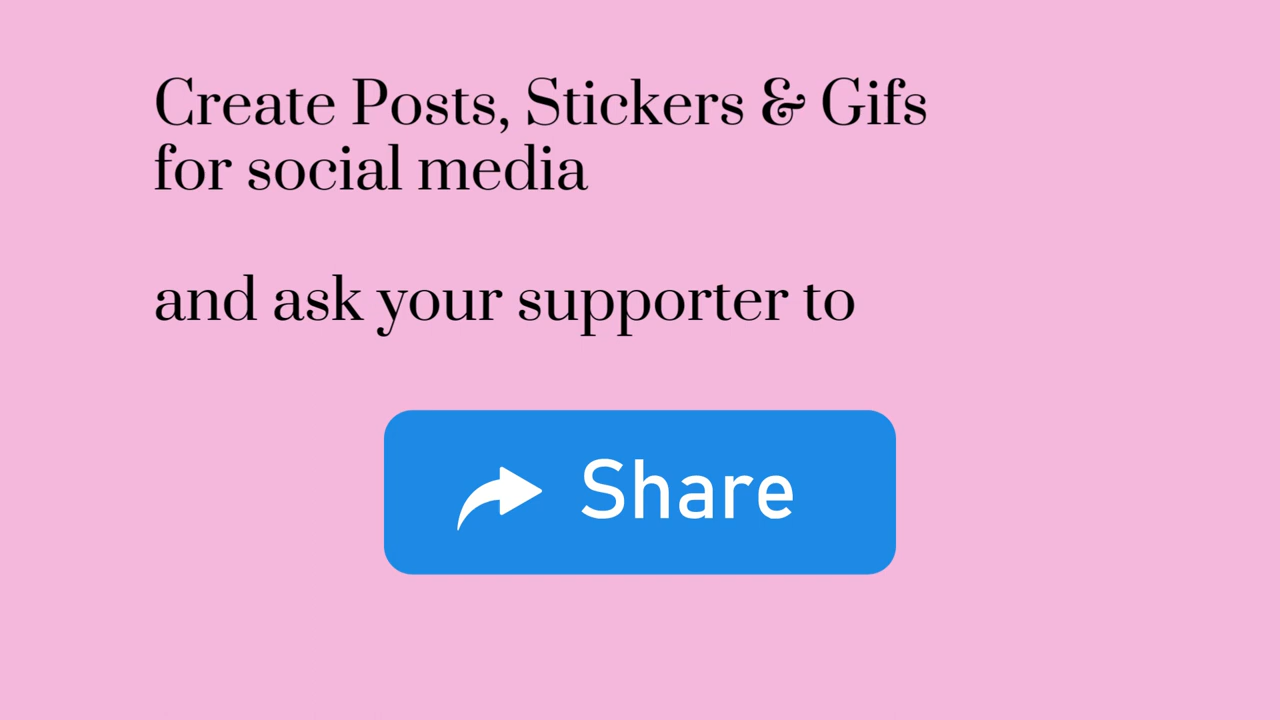 Create Posts, Stickers & Gifs
for social media
and ask your supporter to
Share